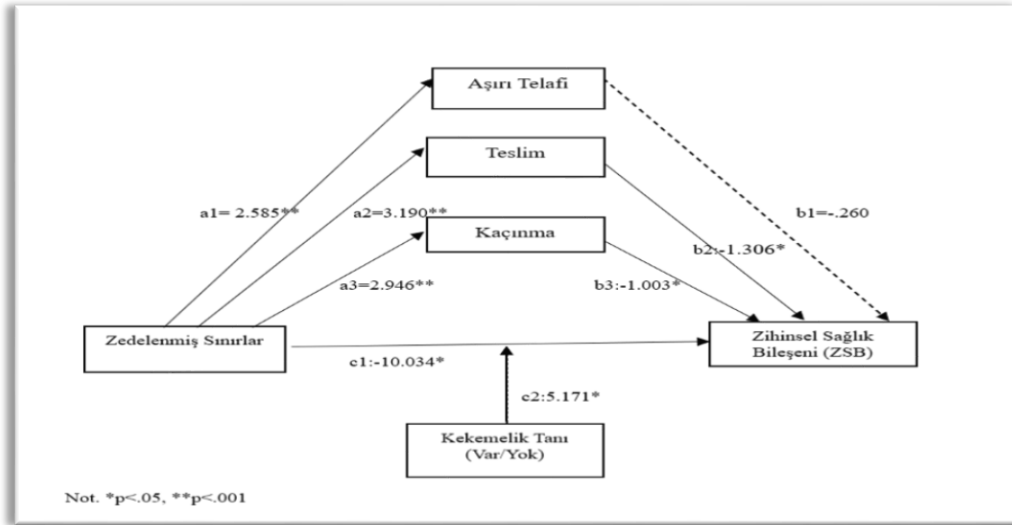 Aşırı Telafi
Teslim
a1= 2.585**
a2=3.190**
b1=-.260
Kaçınma
b2:-1.306*
a3=2.946**
b3:-1.003*
Zedelenmiş Sınırlar
Zihinsel Sağlık
Bileşeni (ZSB)
c1:-10.034*
c2:5.171*
Kekemelik Tanı
(Var/Yok)
Not. *p<.05, **p<.001